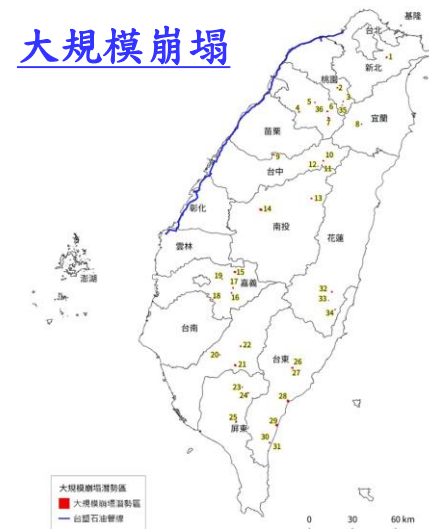 大規模崩塌
基隆
台北
1
新北
桃園
2
3
5
6
4
36
35
7
8
宜蘭
苗栗
9
10
台中
12
11
13
彰化
14
南投
花蓮
雲林
澎湖
19
15
17
嘉義
18
16
32
33
34
台南
22
20
21
台東
26
27
23
24
28
25
屏東
29
30
31
大規模崩塌潛勢區
大規模崩塌潛勢區
台塑石油管線
0 30 60 km